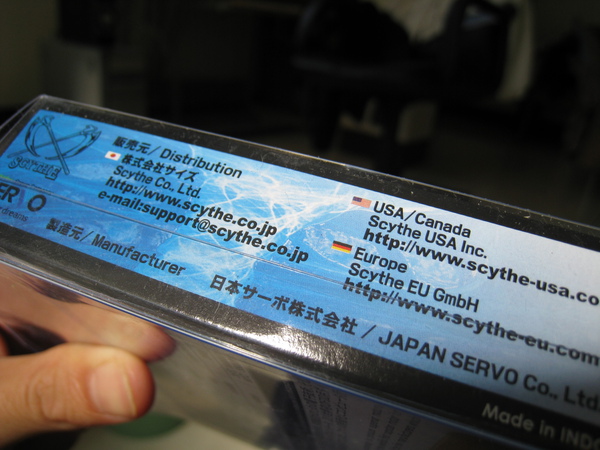 SCYTHE
販売元/Distribution
株式会社サイズ
Scythe Co., Ltd.
http://www.scythe.co.jp
e-mail:support@scythe.co.jp
USA/Canada
Scythe USA Inc.
http://www.scythe-usa.co
Europe
Scythe EU GmbH
http://www.scythe-eu.com
ER O
製造元/Manufacturer
日本サーボ株式会社 / JAPAN SERVO Co., Ltd.
Made in INDO